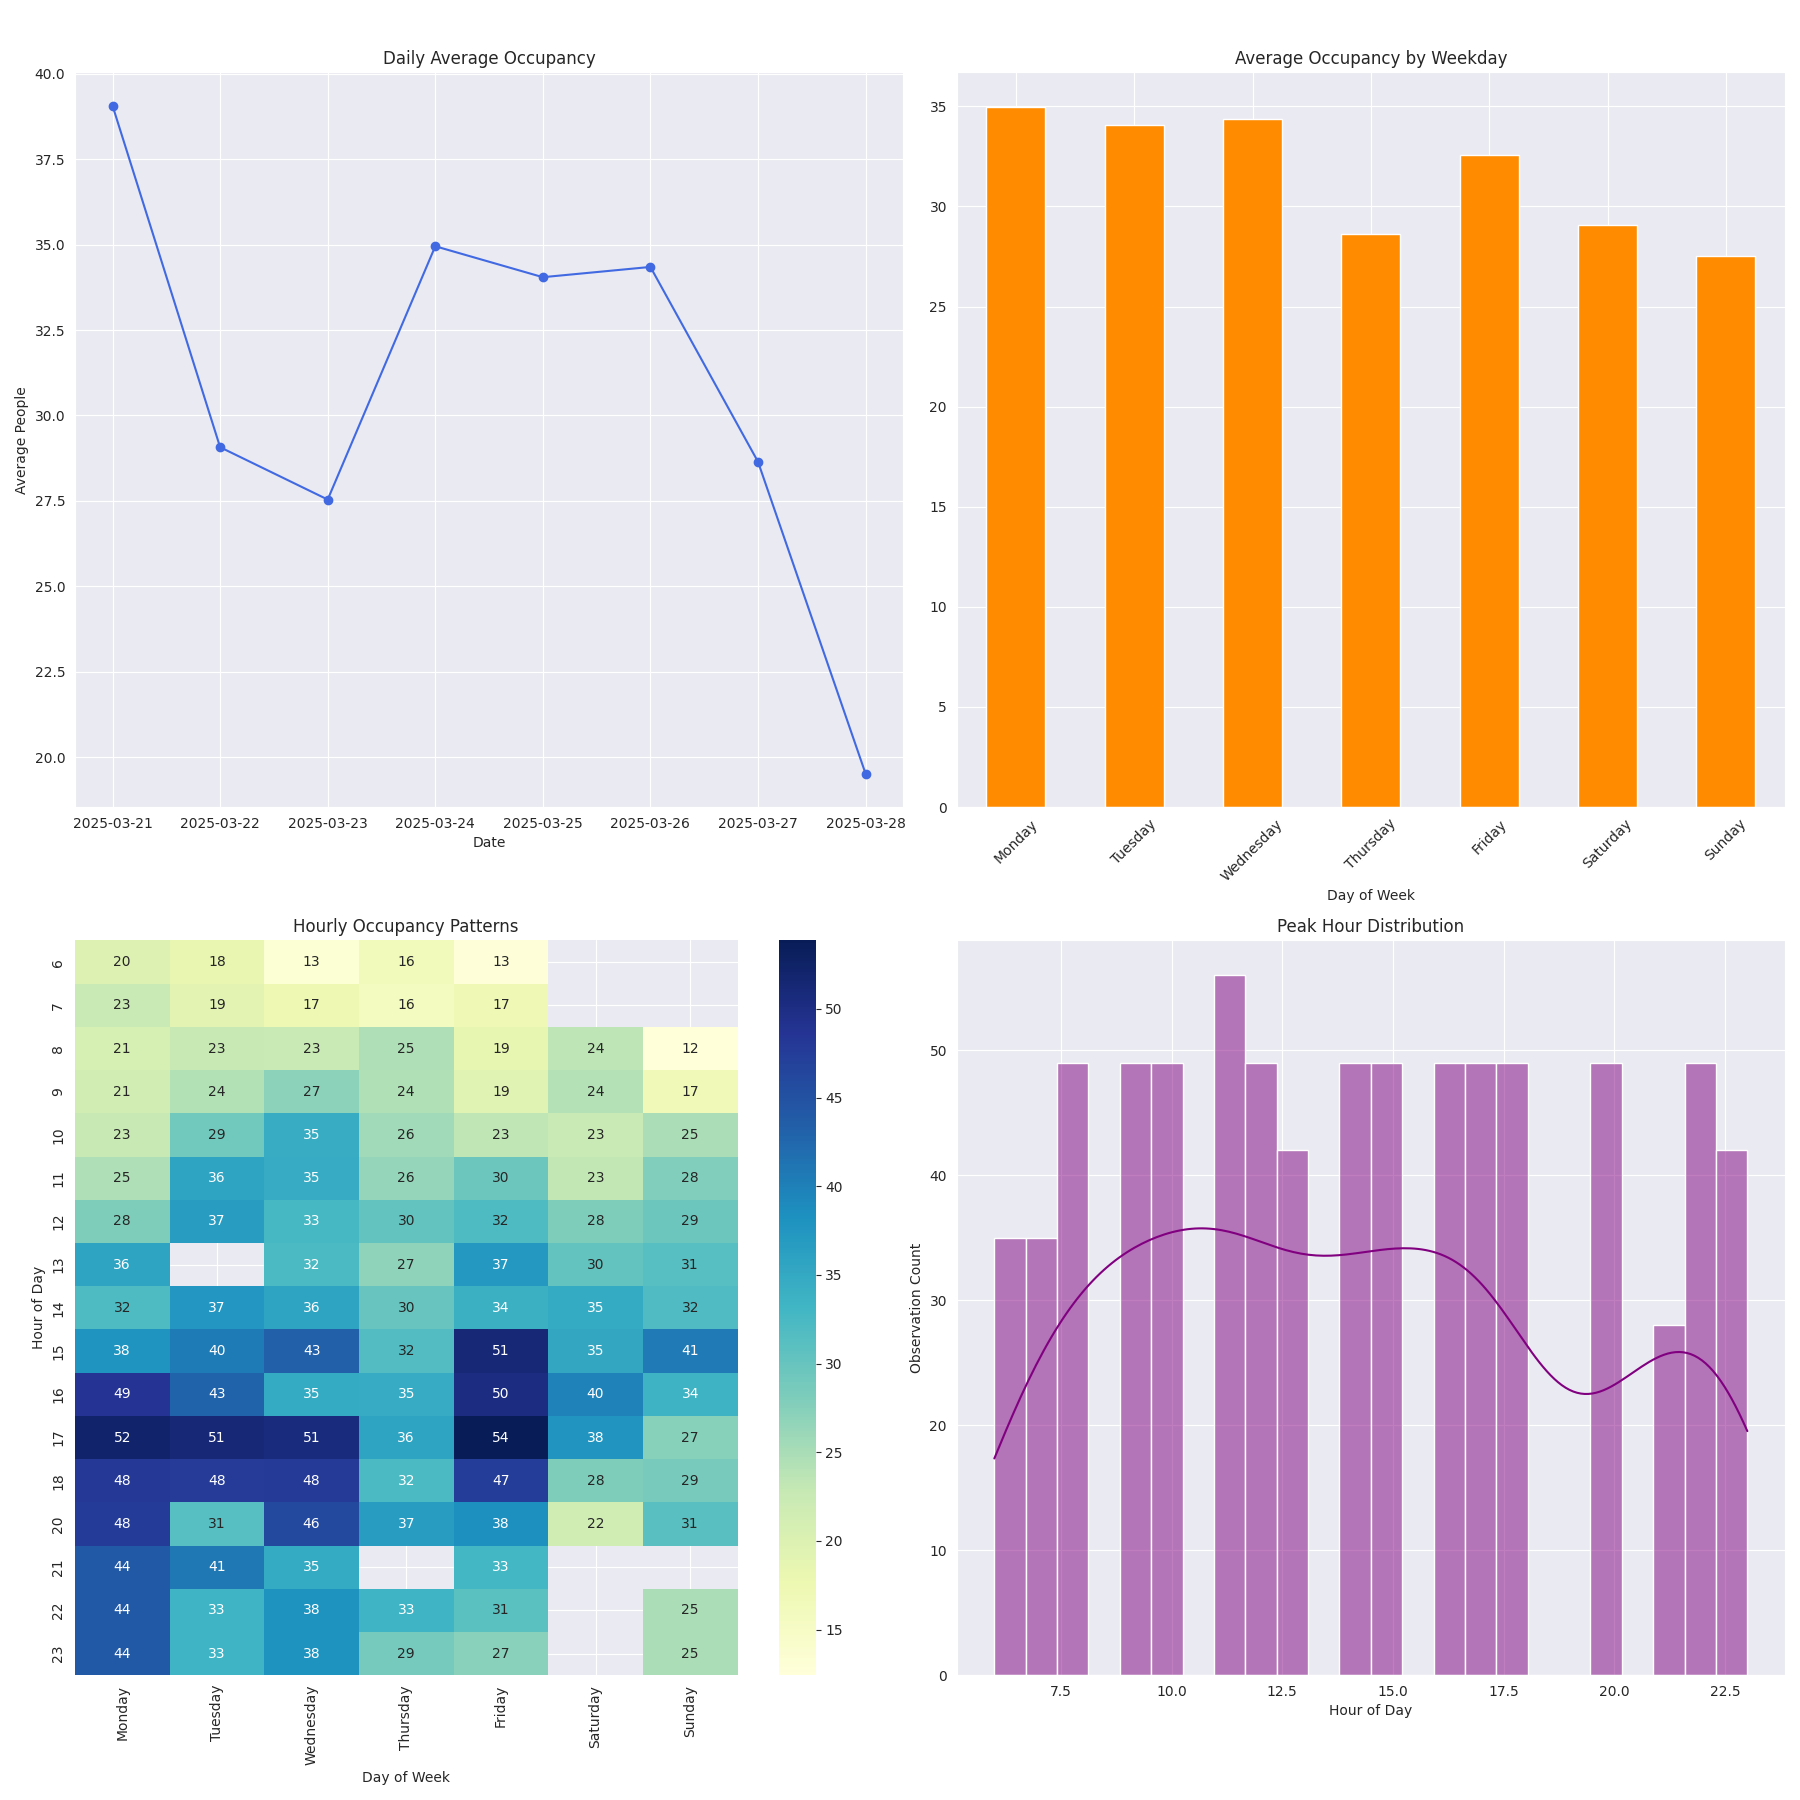 Daily Average Occupancy
40.0
37.5
35.0
32.5
30.0
27.5
25.0
22.5
20.0
Average People
2025-03-21 2025-03-22 2025-03-23 2025-03-24 2025-03-25 2025-03-26 2025-03-27 2025-03-28
Date
Average Occupancy by Weekday
35
30
25
20
15
10
5
0
Monday Tuesday Wednesday Thursday Friday Saturday Sunday
Day of Week
Hourly Occupancy Patterns
Hour of Day
6 20 18 13 16 13
7 23 19 17 16 17
8 21 23 23 25 19 24 12
9 21 24 27 24 19 24 17
10 23 29 35 26 23 23 25
11 25 36 35 26 30 23 28
12 28 37 33 30 32 28 29
13 36 32 27 37 30 31
14 32 37 36 30 34 35 32
15 38 40 43 32 51 35 41
16 49 43 35 35 50 40 34
17 52 51 51 36 54 38 27
18 48 48 48 32 47 28 29
20 48 31 46 37 38 22 31
21 44 41 35 33
22 44 33 38 33 31 25
23 44 33 38 29 27 25
Monday Tuesday Wednesday Thursday Friday Saturday Sunday
Day of Week
50
45
40
35
30
25
20
15
Peak Hour Distribution
50
40
30
20
10
0
Observation Count
7.5 10.0 12.5 15.0 17.5 20.0 22.5
Hour of Day